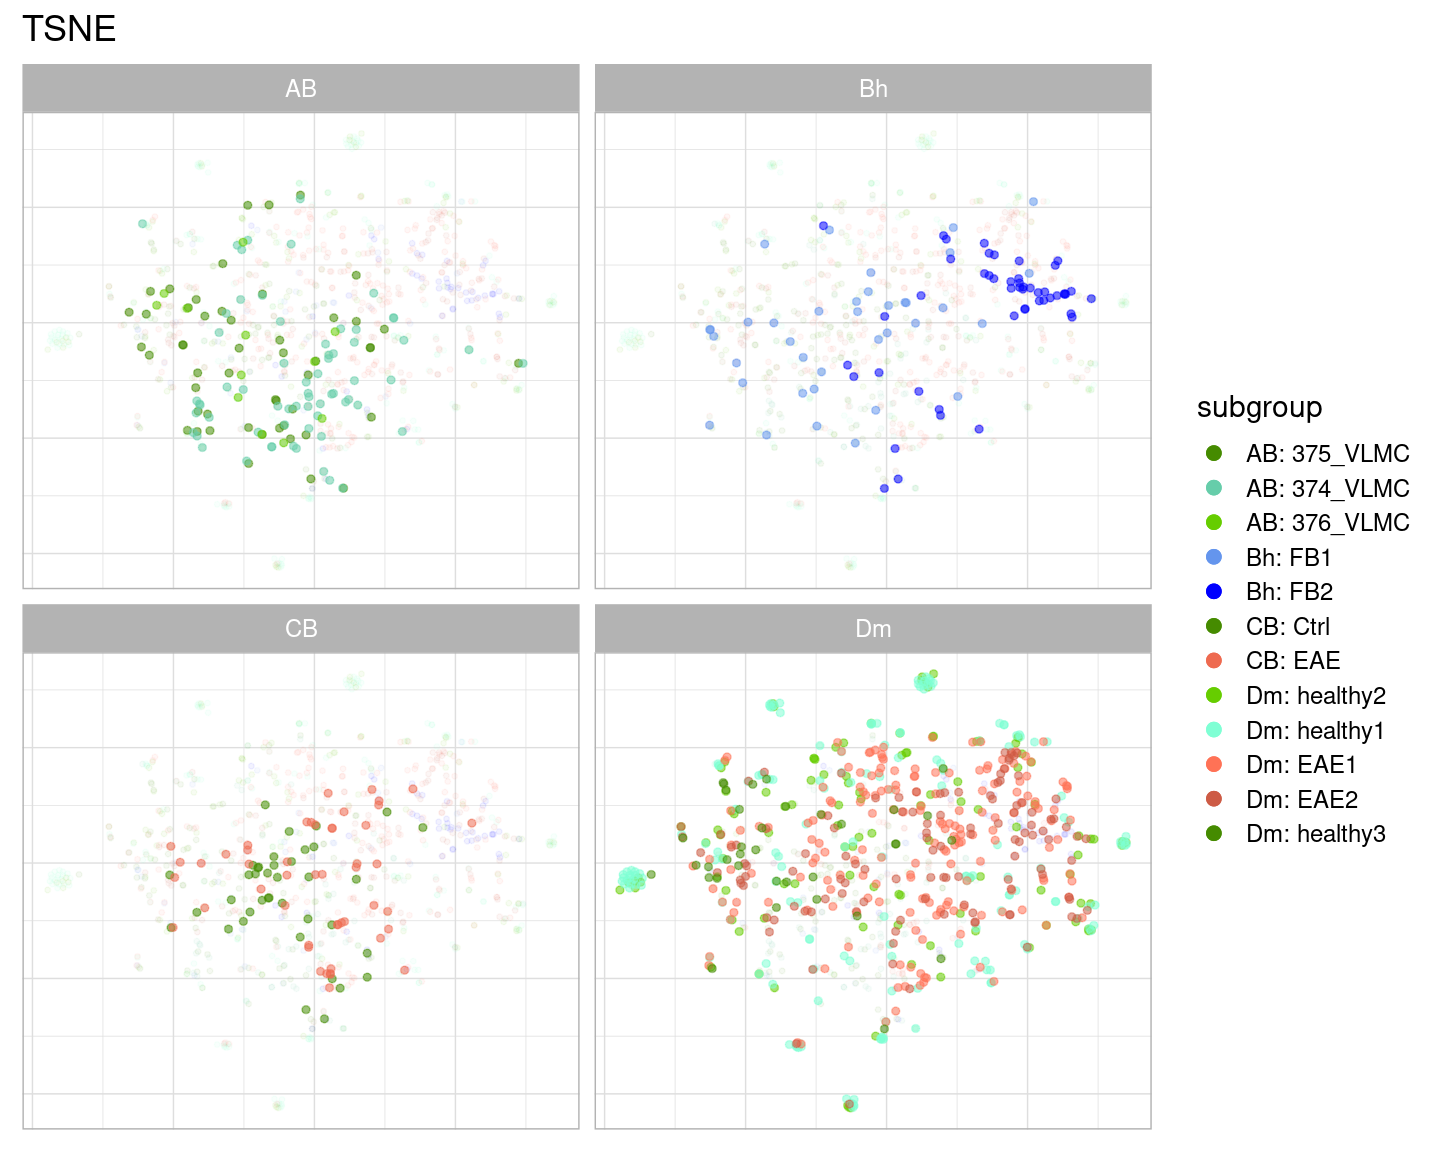 TSNE
AB
Bh
CB
Dm
subgroup
AB: 375_VLMC
AB: 374_VLMC
AB: 376_VLMC
Bh: FB1
Bh: FB2
CB: Ctrl
CB: EAE
Dm: healthy2
Dm: healthy1
Dm: EAE1
Dm: EAE2
Dm: healthy3